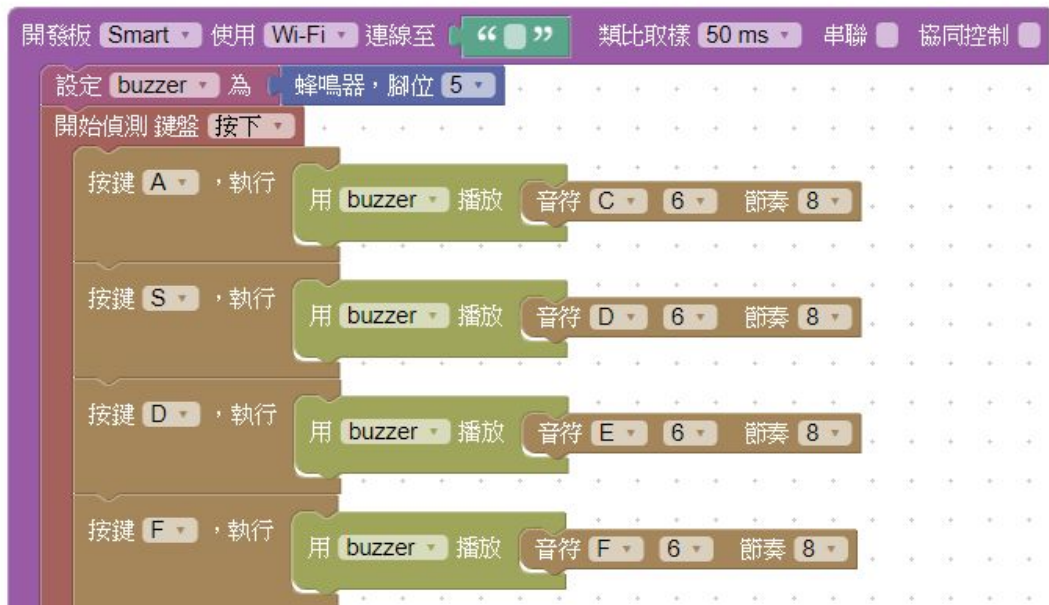 開發板 Smart 使用 Wi-Fi 連線至 “ ” 類比取樣 50 ms 串聯 協同控制
設定 buzzer 為 蜂鳴器,腳位 5
開始偵測 鍵盤 按下
按鍵 A ,執行
用 buzzer 播放 音符 C 6 節奏 8
按鍵 S ,執行
用 buzzer 播放 音符 D 6 節奏 8
按鍵 D ,執行
用 buzzer 播放 音符 E 6 節奏 8
按鍵 F ,執行
用 buzzer 播放 音符 F 6 節奏 8